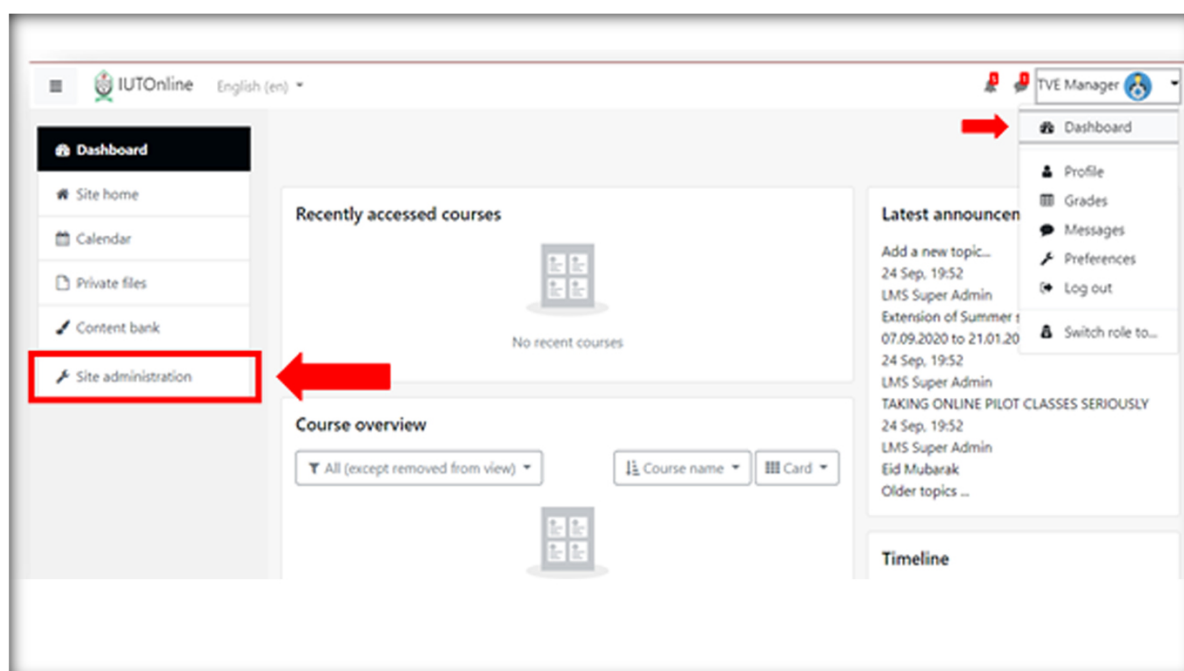 IUTOnline
English (en)
1
1
TVE Manager
Dashboard
Profile
Grades
Messages
Preferences
Log out
Switch role to...
Dashboard
Site home
Calendar
Private files
Content bank
Site administration
Recently accessed courses
No recent courses
Course overview
All (except removed from view)
Course name
Card
Latest announcen
Add a new topic...
24 Sep, 19:52
LMS Super Admin
Extension of Summer s
07.09.2020 to 21.01.20
24 Sep, 19:52
LMS Super Admin
TAKING ONLINE PILOT CLASSES SERIOUSLY
24 Sep, 19:52
LMS Super Admin
Eid Mubarak
Older topics ...
Timeline